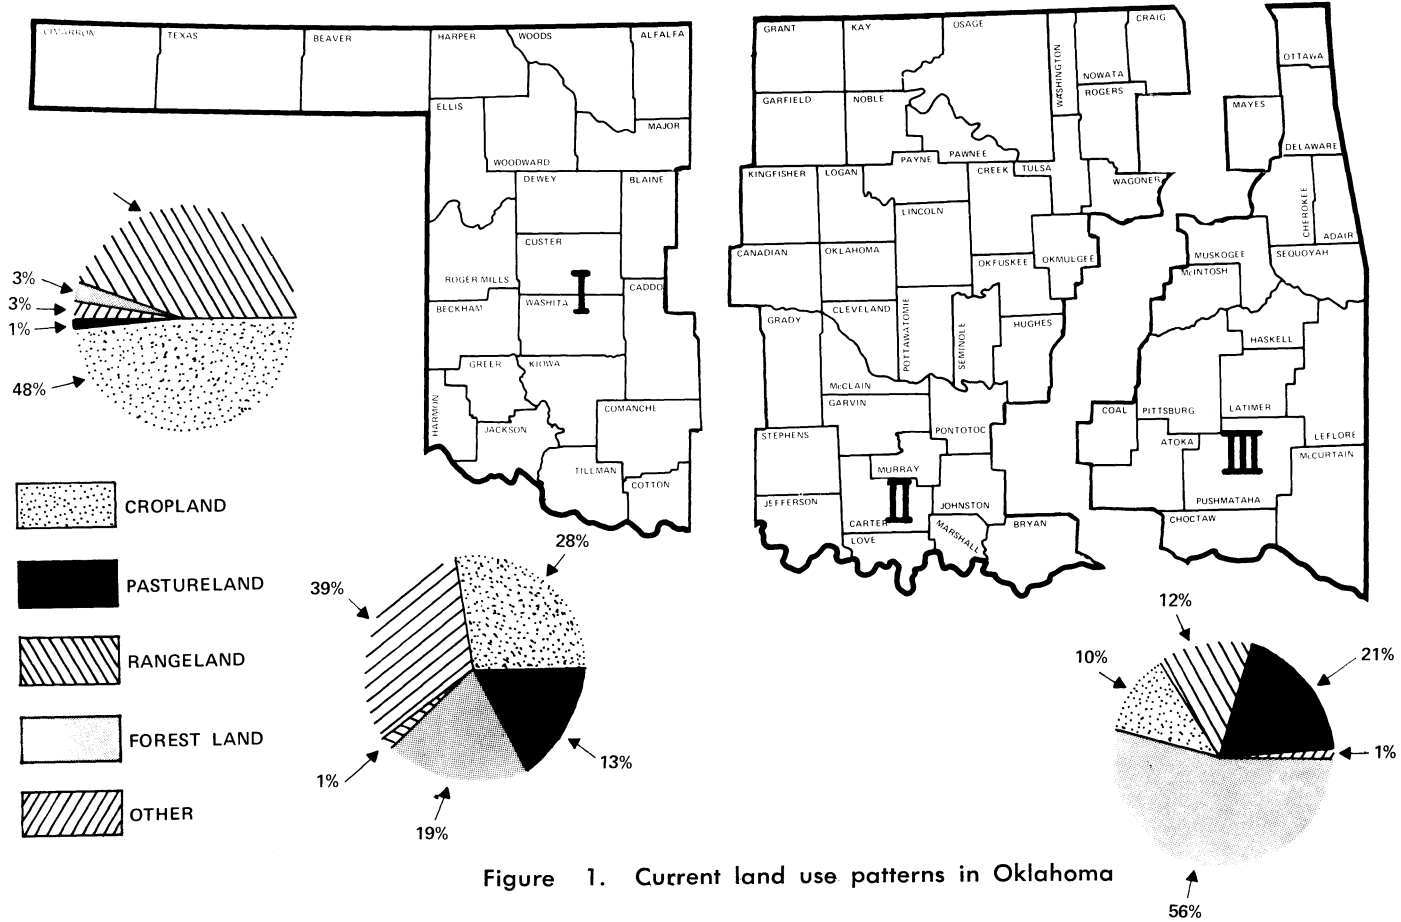 CIMARRON
TEXAS
BEAVER
HARPER
WOODS
ALFALFA
ELLIS
MAJOR
WOODWARD
DEWEY
BLAINE
CUSTER
ROGER MILLS
CADDO
BECKHAM
WASHITA
I
GREER
KIOWA
HARMON
COMANCHE
JACKSON
TILLMAN
COTTON
GRANT
KAY
OSAGE
WASHINGTON
NOWATA
CRAIG
OTTAWA
GARFIELD
NOBLE
ROGERS
MAYES
PAYNE
PAWNEE
DELAWARE
KINGFISHER
LOGAN
CREEK
TULSA
WAGONER
LINCOLN
CHEROKEE
ADAIR
CANADIAN
OKLAHOMA
OKFUSKEE
OKMULGEE
MUSKOGEE
SEQUOYAH
McINTOSH
GRADY
CLEVELAND
POTTAWATOMIE
SEMINOLE
HUGHES
HASKELL
McCLAIN
GARVIN
COAL
PITTSBURG
LATIMER
STEPHENS
PONTOTOC
ATOKA
LEFLORE
McCURTAIN
MURRAY
II
III
JEFFERSON
CARTER
JOHNSTON
PUSHMATAHA
LOVE
MARSHALL
BRYAN
CHOCTAW
3%
3%
1%
48%
CROPLAND
PASTURELAND
RANGELAND
FOREST LAND
OTHER
28%
39%
13%
1%
19%
12%
10%
21%
1%
56%
Figure 1. Current land use patterns in Oklahoma